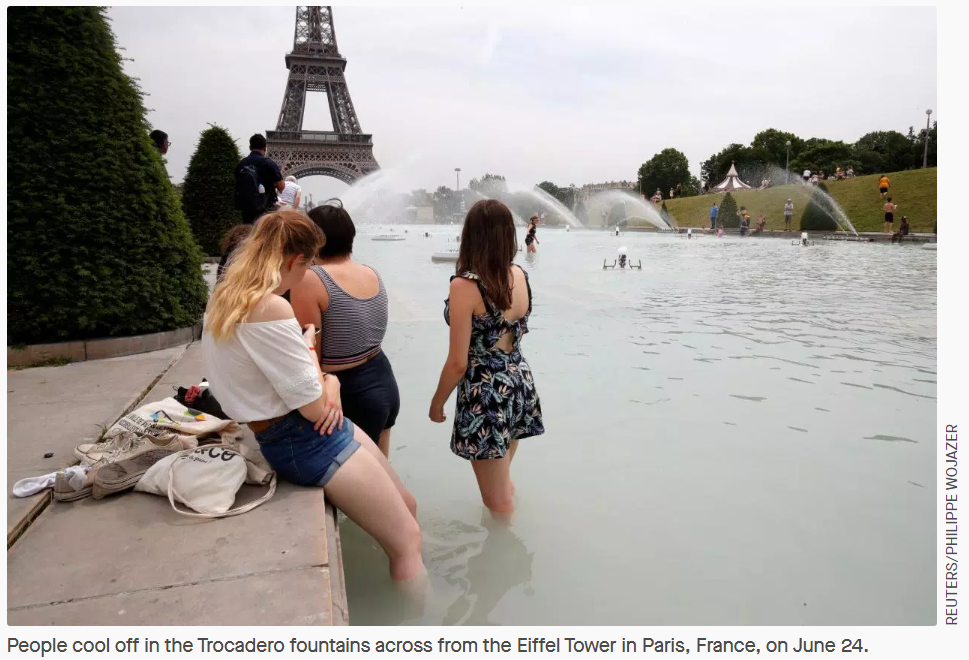 REUTERS/PHILIPPE WOJAZER
People cool off in the Trocadero fountains across from the Eiffel Tower in Paris, France, on June 24.